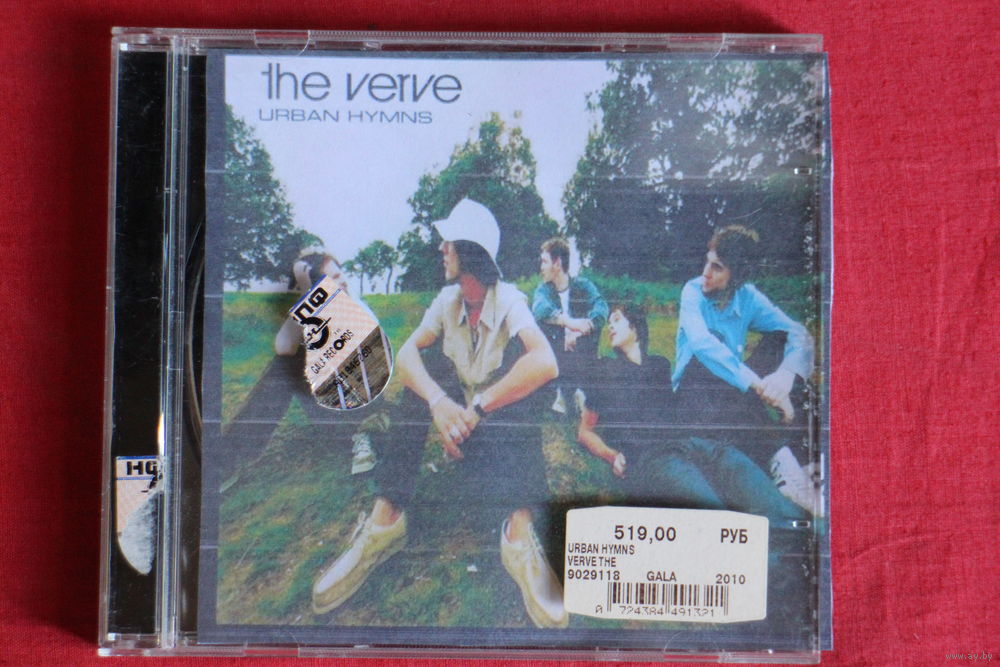 the verve
URBAN HYMNS
GALA RECORDS
HQ
519,00 РУБ
URBAN HYMNS
VERVE THE
9029118 GALA 2010
0 724384 491321
www.ay.by